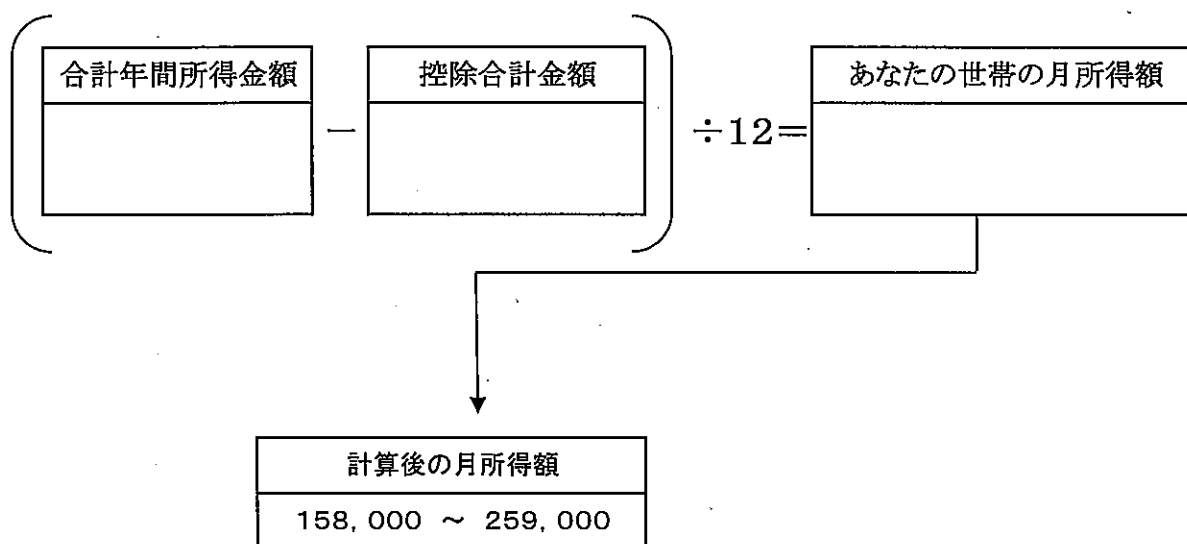 合計年間所得金額
－
控除合計金額
÷12＝
あなたの世帯の月所得額
計算後の月所得額
158,000 ～ 259,000